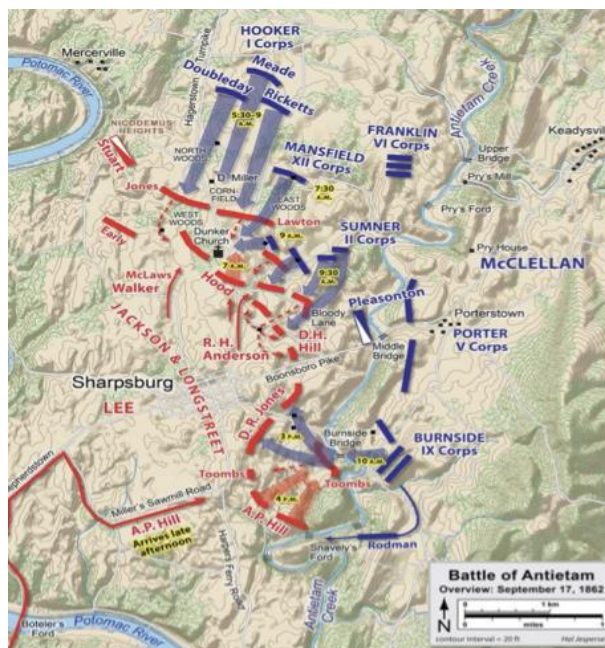 HOOKER
I Corps
Mercerville
Potomac River
Hagerstown Turnpike
Meade
Doubleday
Ricketts
5:30–9
A.M.
NICODEMUS
HEIGHTS
Stuart
NORTH
WOODS
MANSFIELD
XII Corps
FRANKLIN
VI Corps
Antietam Creek
Keedysville
Upper
Bridge
Pry's Mill
D. Miller
CORN-
FIELD
EAST
WOODS
7:30
A.M.
Jones
WEST
WOODS
Lawton
Pry's Ford
Early
Dunker
Church
9 A.M.
SUMNER
II Corps
Pry House
McCLELLAN
7 A.M.
Hood
9:30
A.M.
McLaws
Walker
Pleasonton
Bloody
Lane
D.H.
Hill
R. H.
Anderson
Porterstown
PORTER
V Corps
Middle
Bridge
JACKSON & LONGSTREET
Boonsboro Pike
Sharpsburg
LEE
D.R. Jones
Burnside
Bridge
BURNSIDE
IX Corps
3 P.M.
10 A.M.
Toombs
Toombs
Miller's Sawmill Road
4 P.M.
A.P. Hill
Arrives late
afternoon
A.P. Hill
Harpers Ferry Road
Snavely's
Ford
Rodman
Antietam
Creek
Boteler's
Ford
Potomac River
Battle of Antietam
Overview: September 17, 1862
N
0 1 km
0 miles 1
contour interval = 20 ft